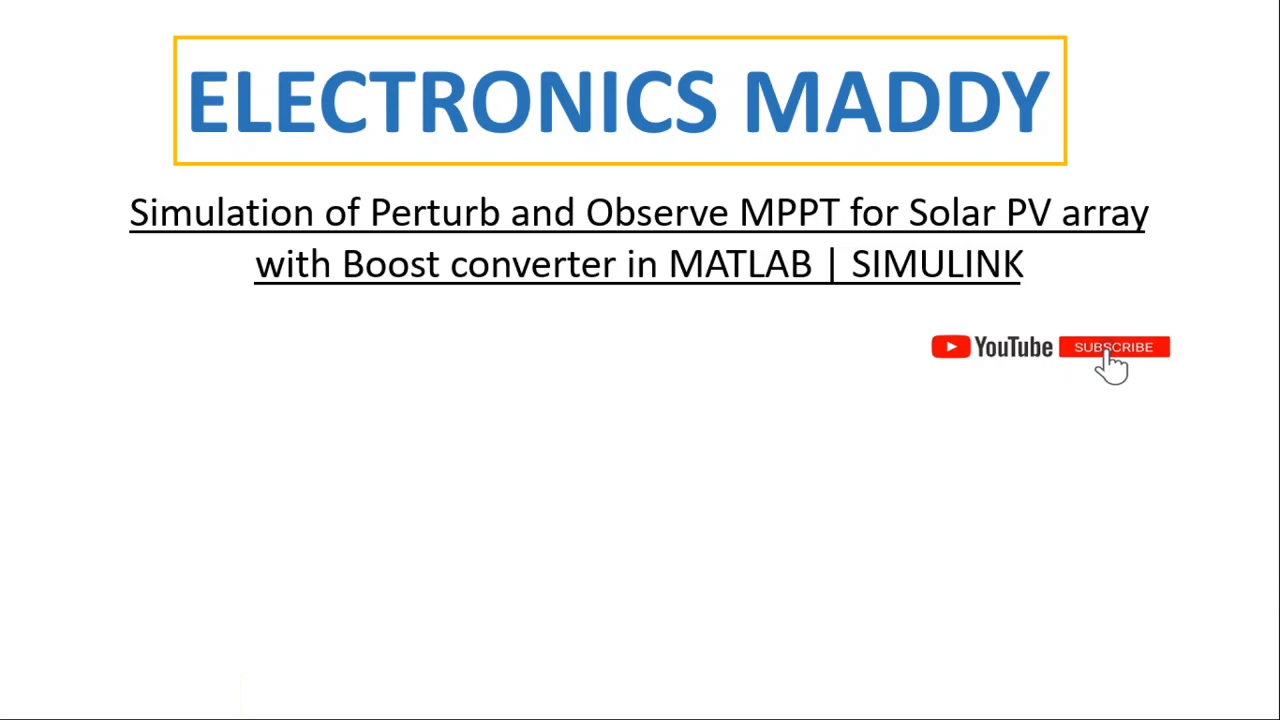 ELECTRONICS MADDY
Simulation of Perturb and Observe MPPT for Solar PV array
with Boost converter in MATLAB | SIMULINK
YouTube SUBSCRIBE